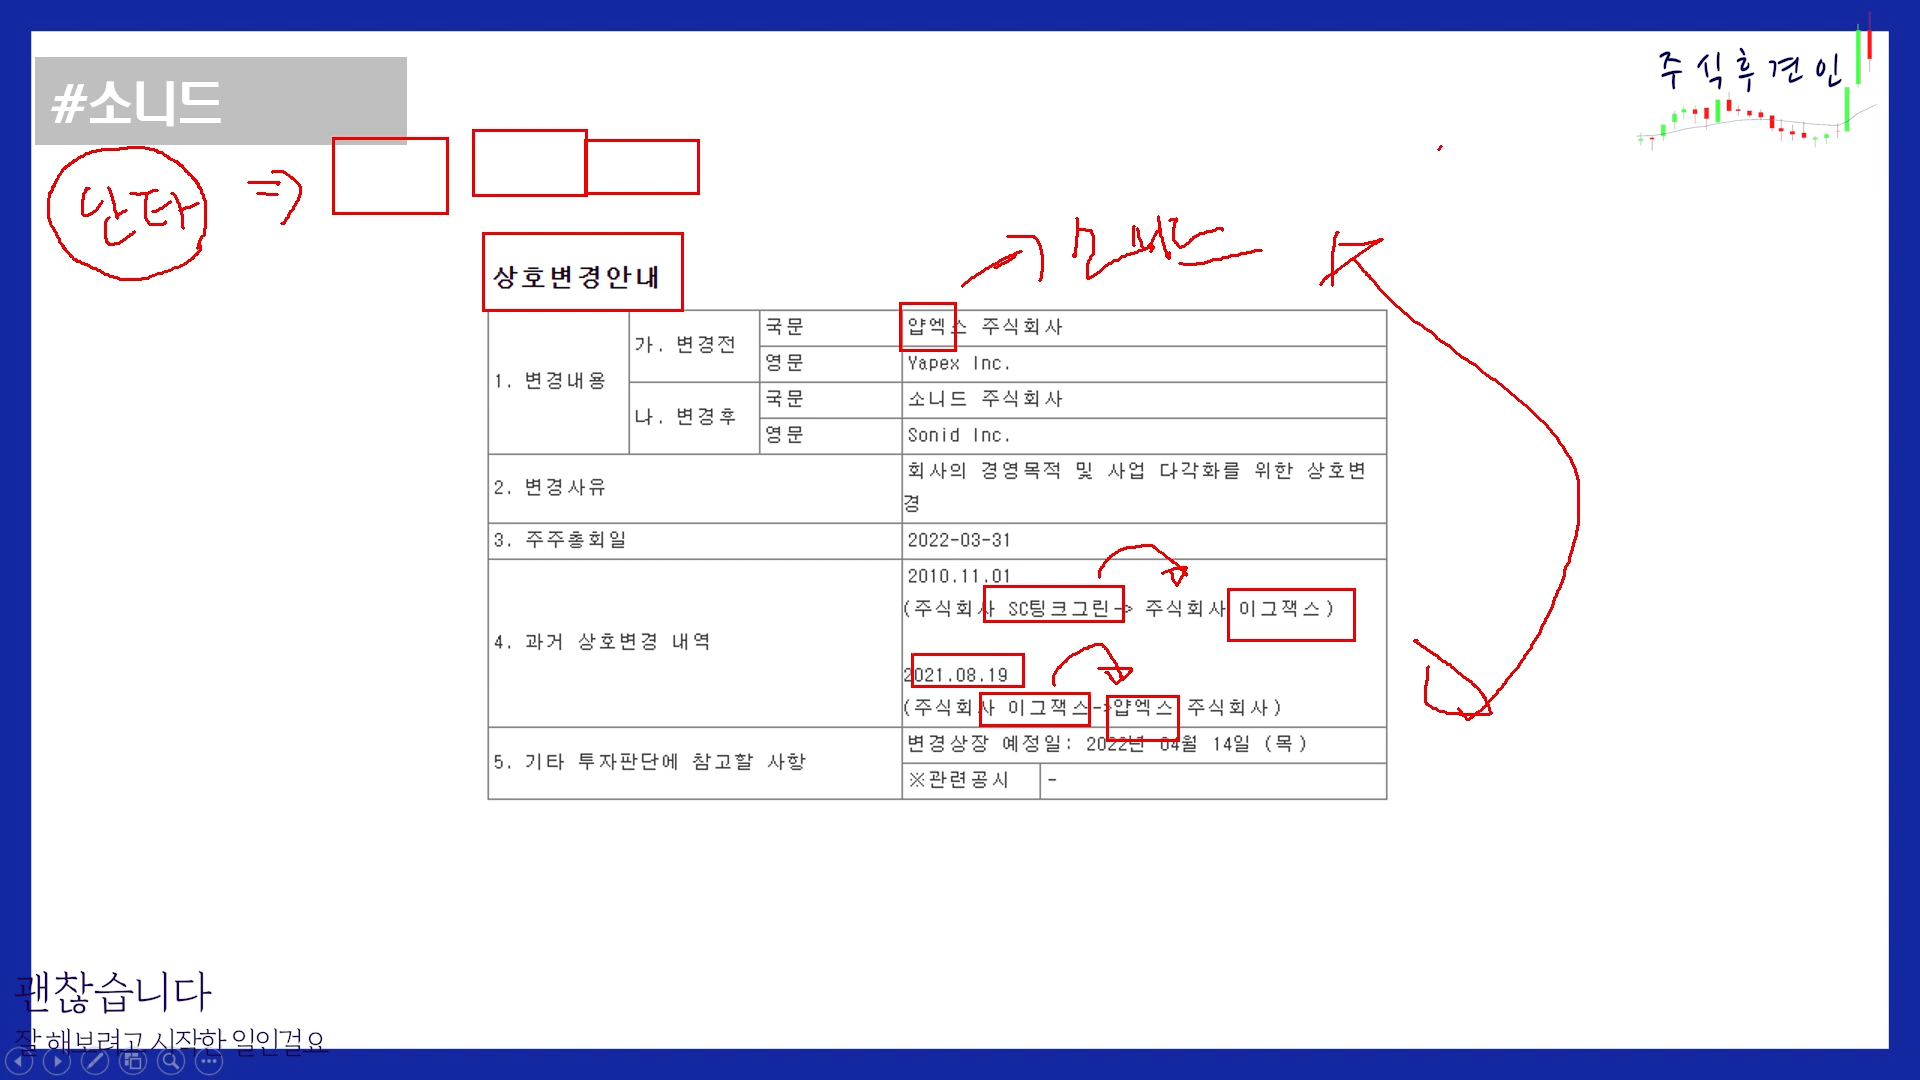 #소니드
주식후견인
단타
소니드
상호변경안내
1. 변경내용
가. 변경전
국문
얍엑스 주식회사
영문
Yapex Inc.
나. 변경후
국문
소니드 주식회사
영문
Sonid Inc.
2. 변경사유
회사의 경영목적 및 사업 다각화를 위한 상호변
경
3. 주주총회일
2022-03-31
4. 과거 상호변경 내역
2010.11.01
(주식회사 SC팅크그린-> 주식회사 이그잭스)
2021.08.19
(주식회사 이그잭스->얍엑스 주식회사)
5. 기타 투자판단에 참고할 사항
변경상장 예정일: 2022년 04월 14일 (목)
※관련공시
-
괜찮습니다
잘 해보려고 시작한 일인걸요